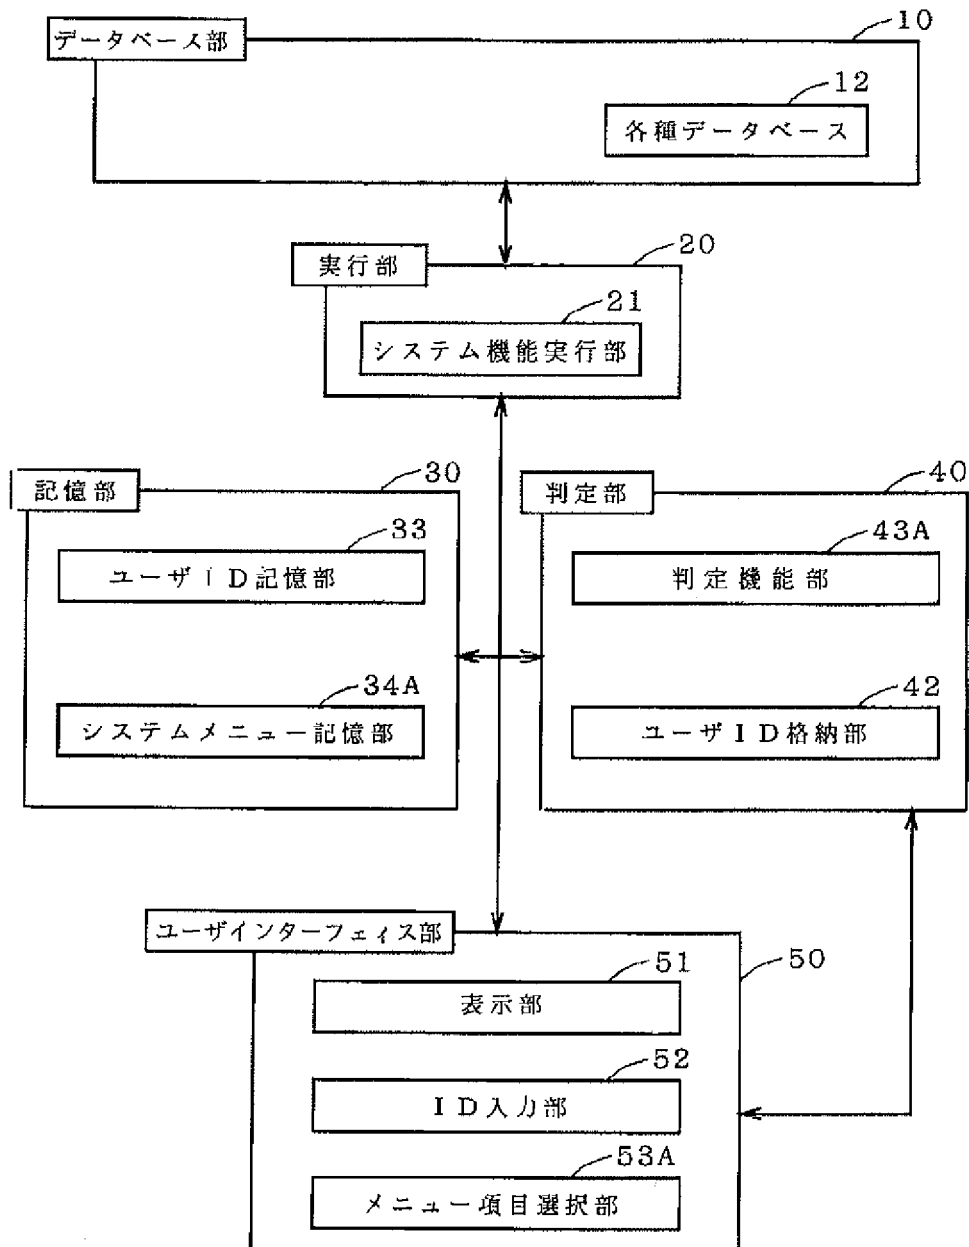 データベース部
10
12
各種データベース
実行部
20
21
システム機能実行部
記憶部
30
33
ユーザID記憶部
34A
システムメニュー記憶部
判定部
40
43A
判定機能部
42
ユーザID格納部
ユーザインターフェイス部
50
51
表示部
52
ID入力部
53A
メニュー項目選択部